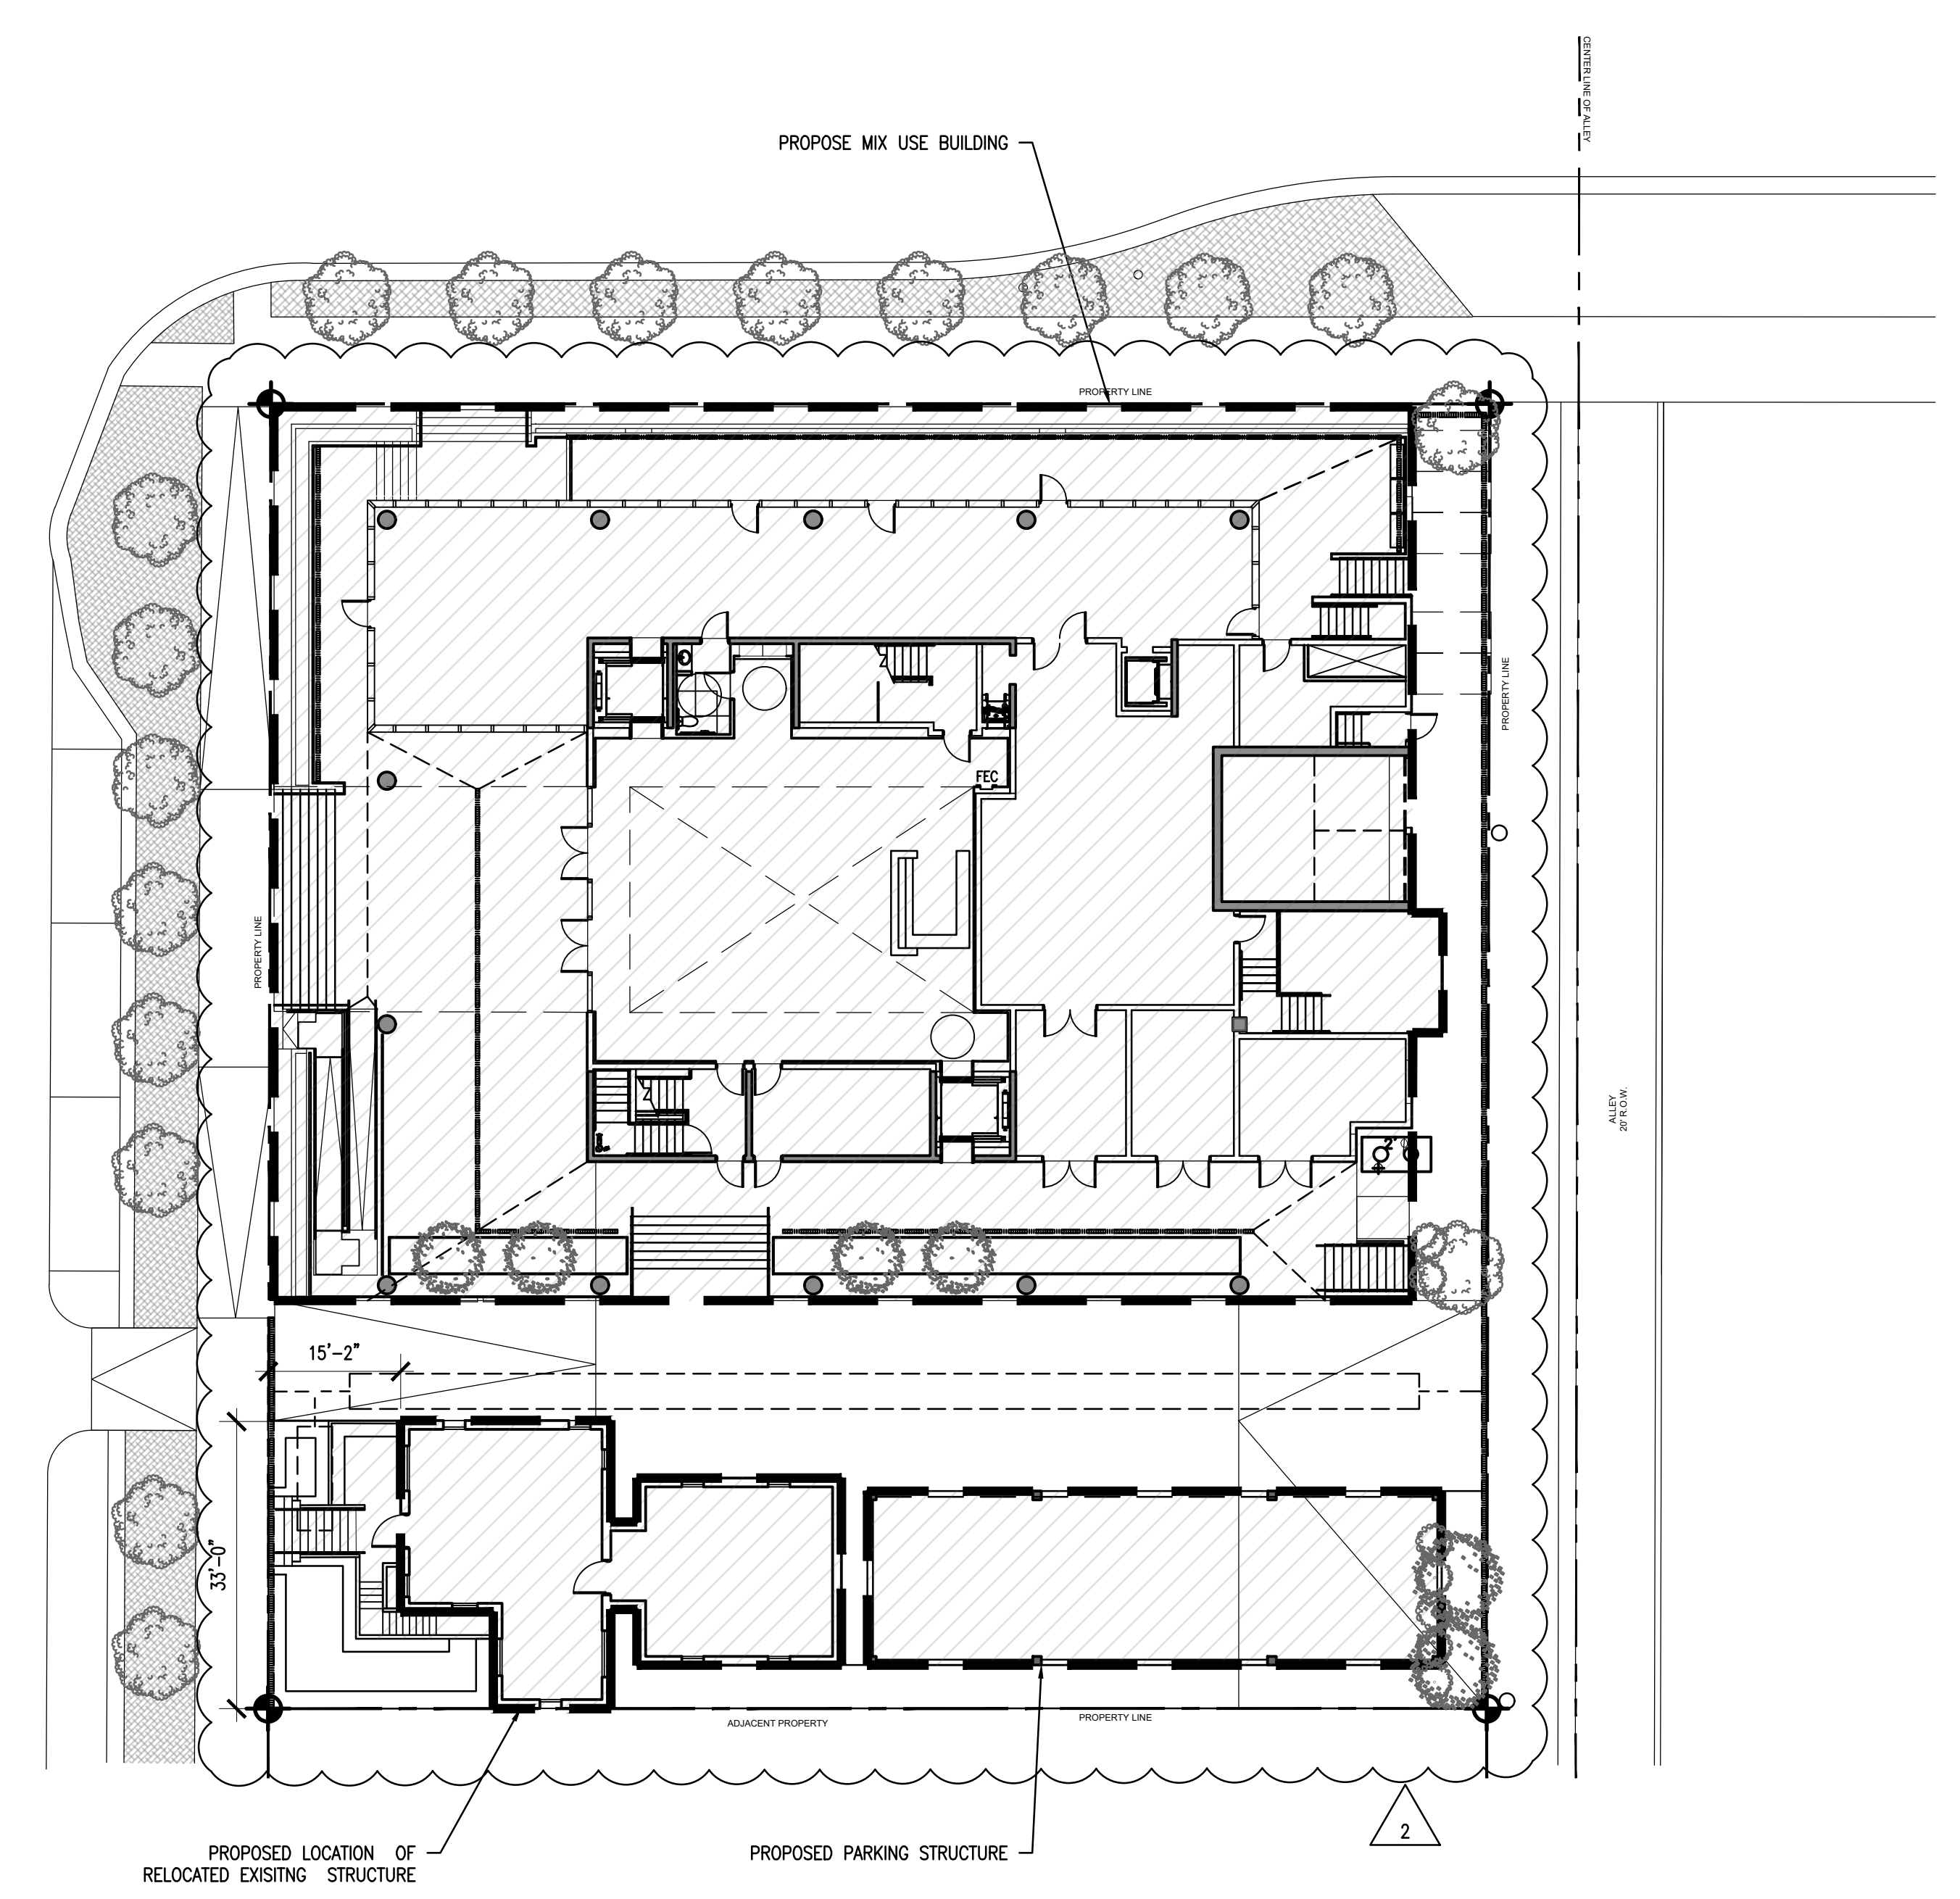 CENTER LINE OF ALLEY
PROPOSE MIX USE BUILDING
PROPERTY LINE
PROPERTY LINE
FEC
PROPERTY LINE
ALLEY
20' R.O.W.
2'
15'-2"
33'-0"
ADJACENT PROPERTY
PROPERTY LINE
2
PROPOSED LOCATION OF
RELOCATED EXISITNG STRUCTURE
PROPOSED PARKING STRUCTURE